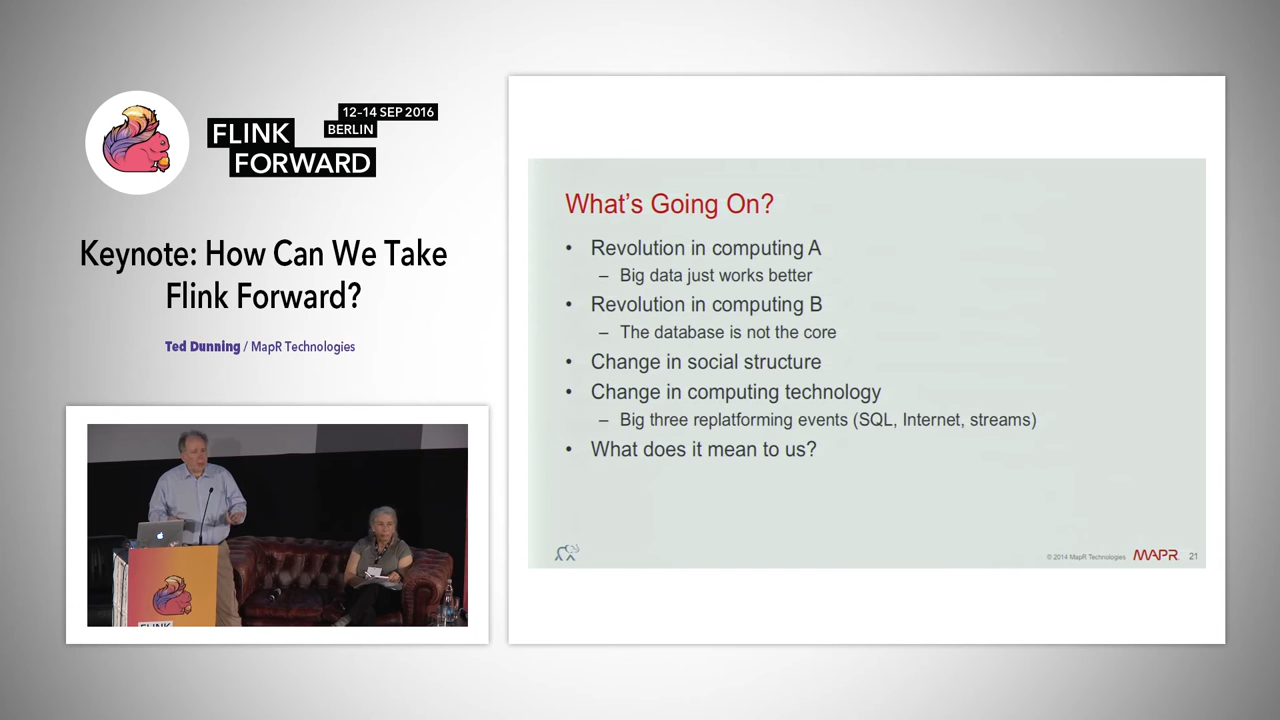 12–14 SEP 2016
BERLIN
FLINK
FORWARD
Keynote: How Can We Take
Flink Forward?
Ted Dunning / MapR Technologies
What's Going On?
• Revolution in computing A
– Big data just works better
• Revolution in computing B
– The database is not the core
• Change in social structure
• Change in computing technology
– Big three replatforming events (SQL, Internet, streams)
• What does it mean to us?
© 2014 MapR Technologies MAPR 21
FLINK